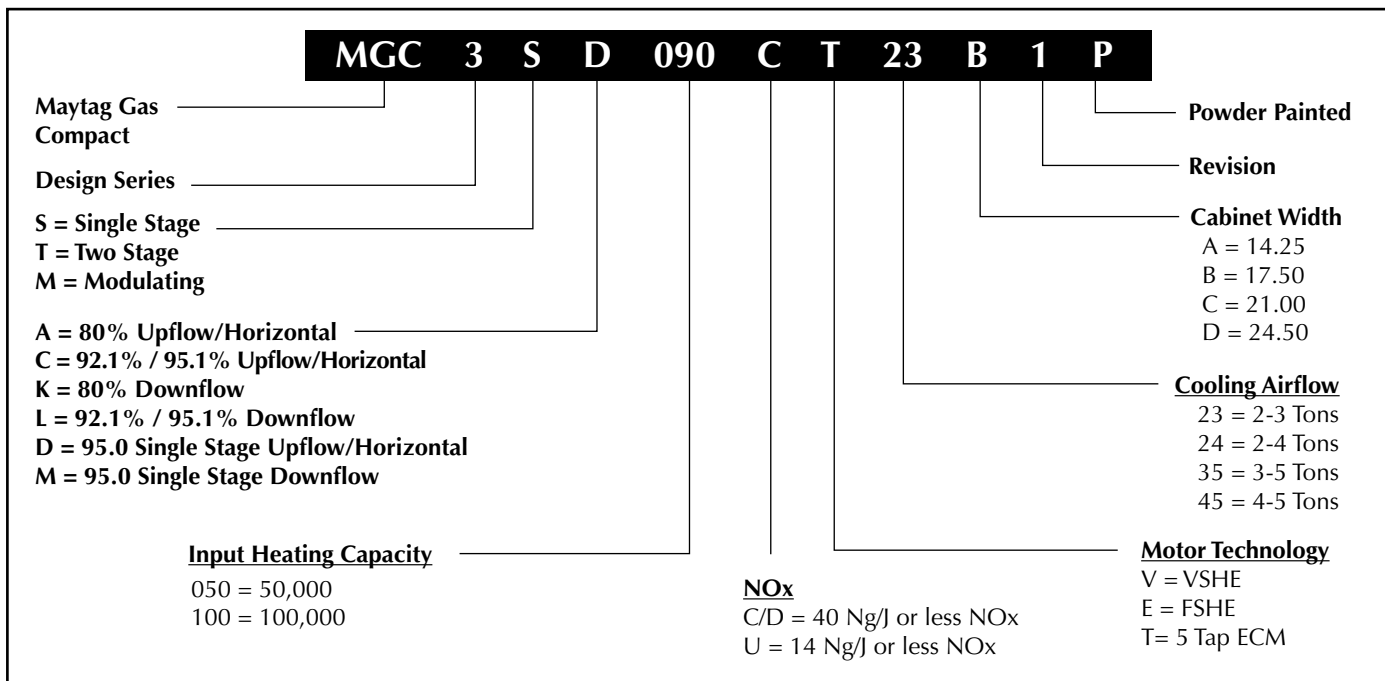 MGC 3 S D 090 C T 23 B 1 P
Maytag Gas
Compact
Design Series
S = Single Stage
T = Two Stage
M = Modulating
A = 80% Upflow/Horizontal
C = 92.1% / 95.1% Upflow/Horizontal
K = 80% Downflow
L = 92.1% / 95.1% Downflow
D = 95.0 Single Stage Upflow/Horizontal
M = 95.0 Single Stage Downflow
Input Heating Capacity
050 = 50,000
100 = 100,000
NOx
C/D = 40 Ng/J or less NOx
U = 14 Ng/J or less NOx
Powder Painted
Revision
Cabinet Width
A = 14.25
B = 17.50
C = 21.00
D = 24.50
Cooling Airflow
23 = 2-3 Tons
24 = 2-4 Tons
35 = 3-5 Tons
45 = 4-5 Tons
Motor Technology
V = VSHE
E = FSHE
T= 5 Tap ECM